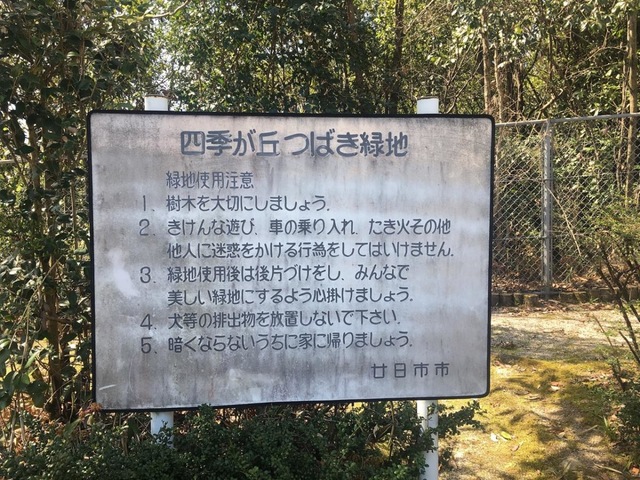 四季が丘つばき緑地
緑地使用注意
1. 樹木を大切にしましょう.
2. きけんな遊び、車の乗り入れ、たき火その他
他人に迷惑をかける行為をしてはいけません.
3. 緑地使用後は後片づけをし、みんなで
美しい緑地にするよう心掛けましょう.
4. 犬等の排出物を放置しないで下さい.
5. 暗くならないうちに家に帰りましょう.
廿日市市